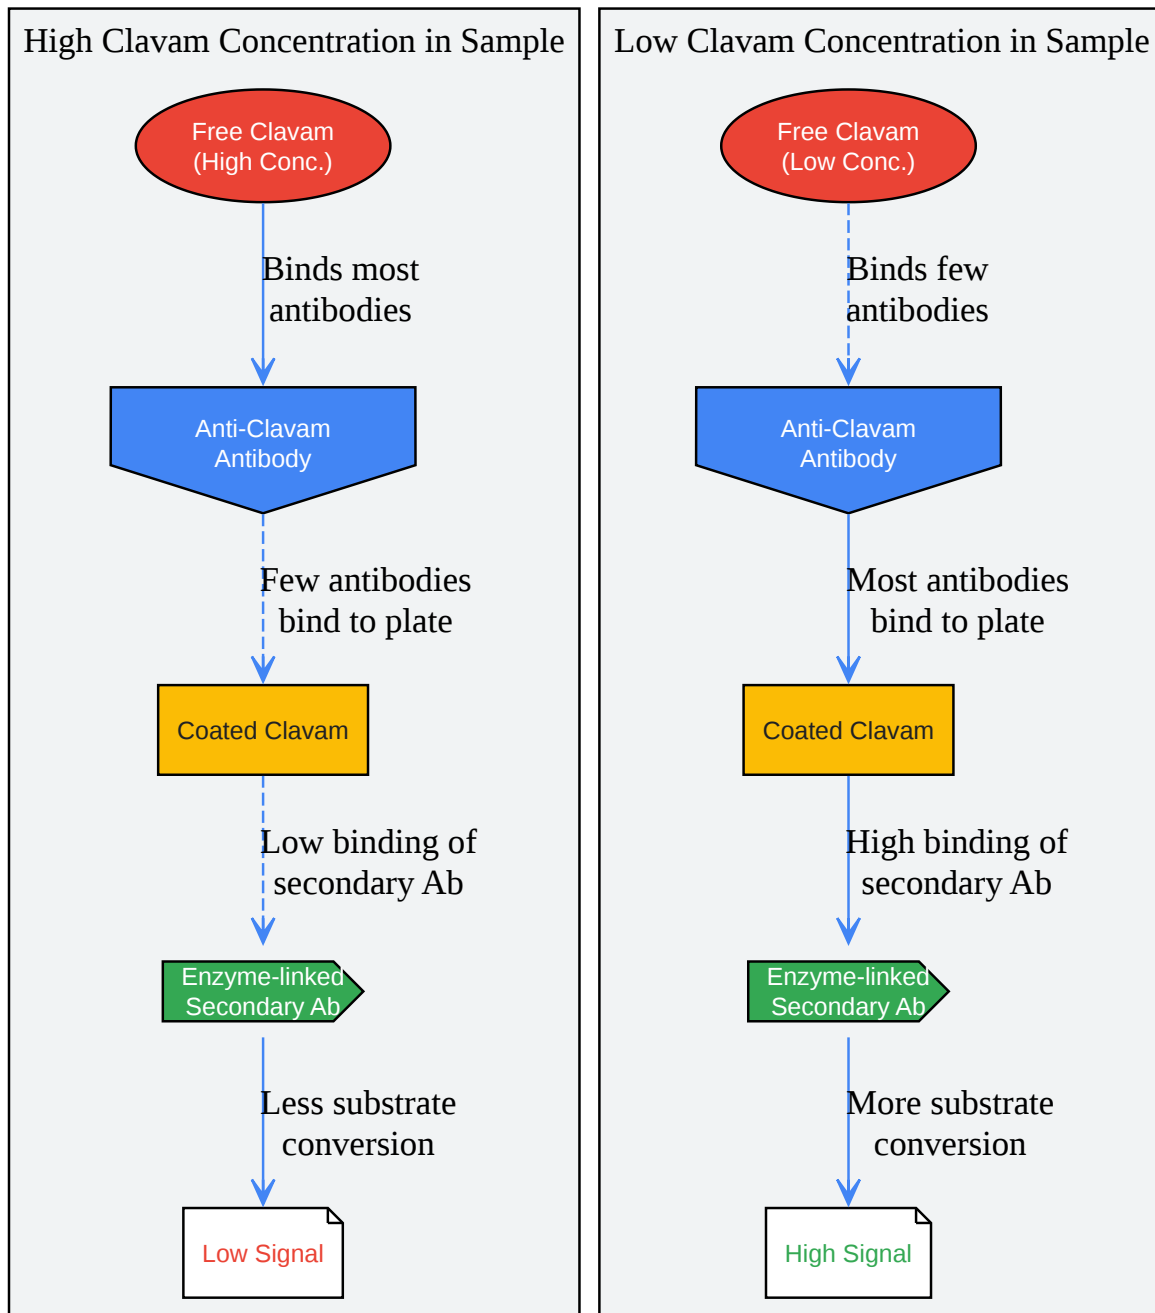 High Clavam Concentration in Sample
Free Clavam
(High Conc.)
Binds most
antibodies
Anti-Clavam
Antibody
Few antibodies
bind to plate
Coated Clavam
Low binding of
secondary Ab
Enzyme-linked
Secondary Ab
Less substrate
conversion
Low Signal
Low Clavam Concentration in Sample
Free Clavam
(Low Conc.)
Binds few
antibodies
Anti-Clavam
Antibody
Most antibodies
bind to plate
Coated Clavam
High binding of
secondary Ab
Enzyme-linked
Secondary Ab
More substrate
conversion
High Signal